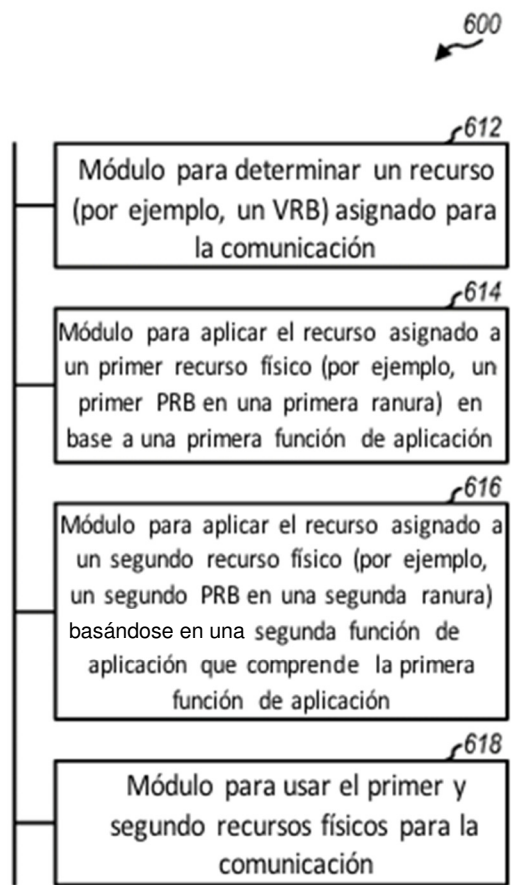 600
612
Módulo para determinar un recurso
(por ejemplo, un VRB) asignado para
la comunicación
614
Módulo para aplicar el recurso asignado a
un primer recurso físico (por ejemplo, un
primer PRB en una primera ranura) en
base a una primera función de aplicación
616
Módulo para aplicar el recurso asignado a
un segundo recurso físico (por ejemplo,
un segundo PRB en una segunda ranura)
basándose en una segunda función de
aplicación que comprende la primera
función de aplicación
618
Módulo para usar el primer y
segundo recursos físicos para la
comunicación